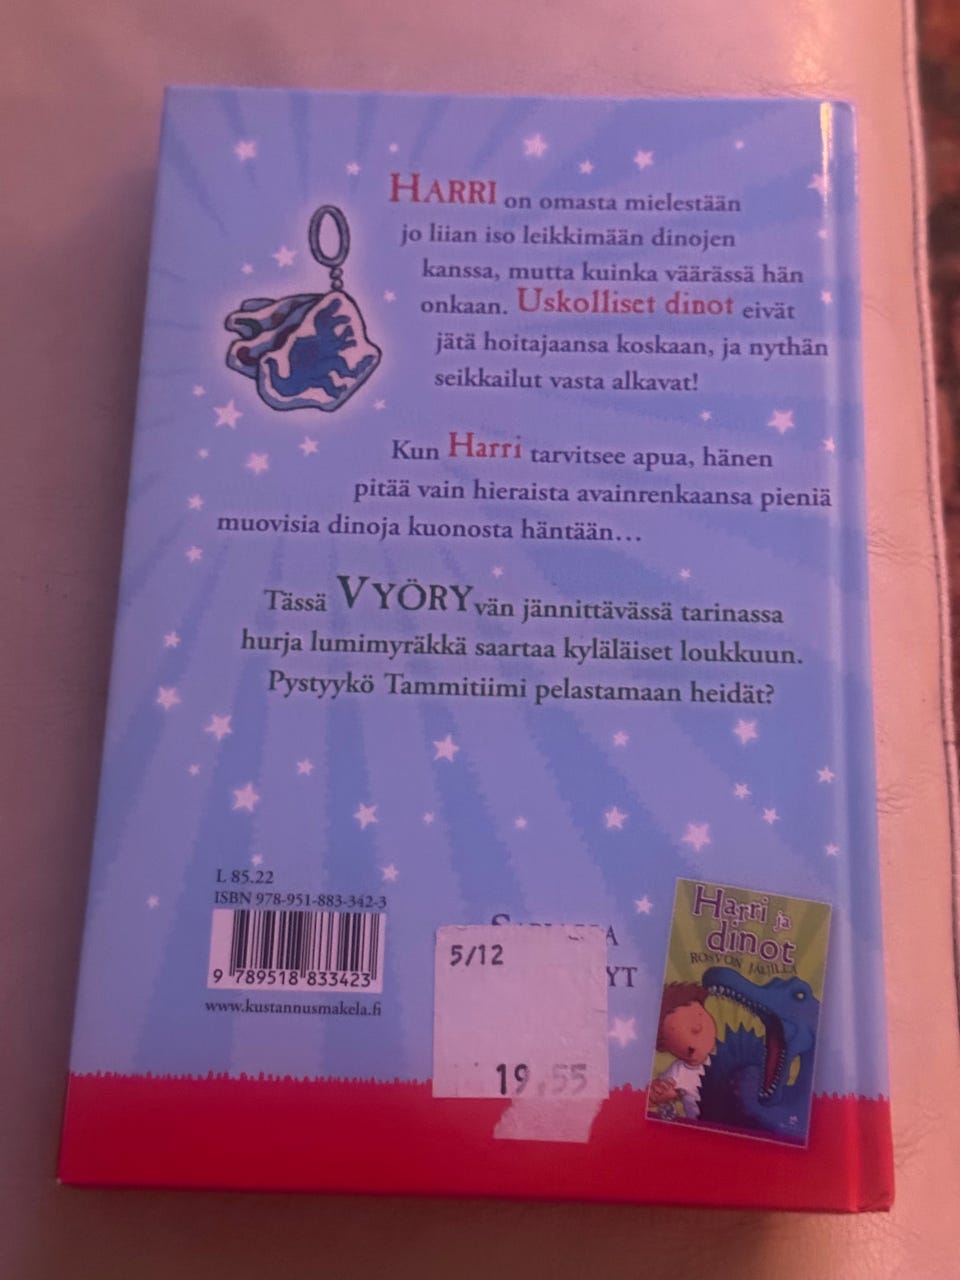 HARRI on omasta mielestään
jo liian iso leikkimään dinojen
kanssa, mutta kuinka väärässä hän
onkaan. Uskolliset dinot eivät
jätä hoitajaansa koskaan, ja nythän
seikkailut vasta alkavat!
Kun Harri tarvitsee apua, hänen
pitää vain hieraista avainrenkaansa pieniä
muovisia dinoja kuonosta häntään…
Tässä VYÖRYvän jännittävässä tarinassa
hurja lumimyräkkä saartaa kyläläiset loukkuun.
Pystyykö Tammitiimi pelastamaan heidät?
L 85.22
ISBN 978-951-883-342-3
9 789518 833423
www.kustannusmakela.fi
5/12
19.55
Harri ja
dinot
ROSVON JÄLJILLÄ